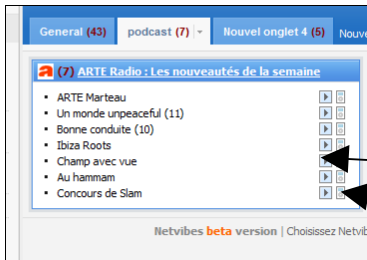 General (43) podcast (7) Nouvel onglet 4 (5)
(7) ARTE Radio : Les nouveautés de la semaine
ARTE Marteau
Un monde unpeaceful (11)
Bonne conduite (10)
Ibiza Roots
Champ avec vue
Au hammam
Concours de Slam
Netvibes beta version | Choisissez